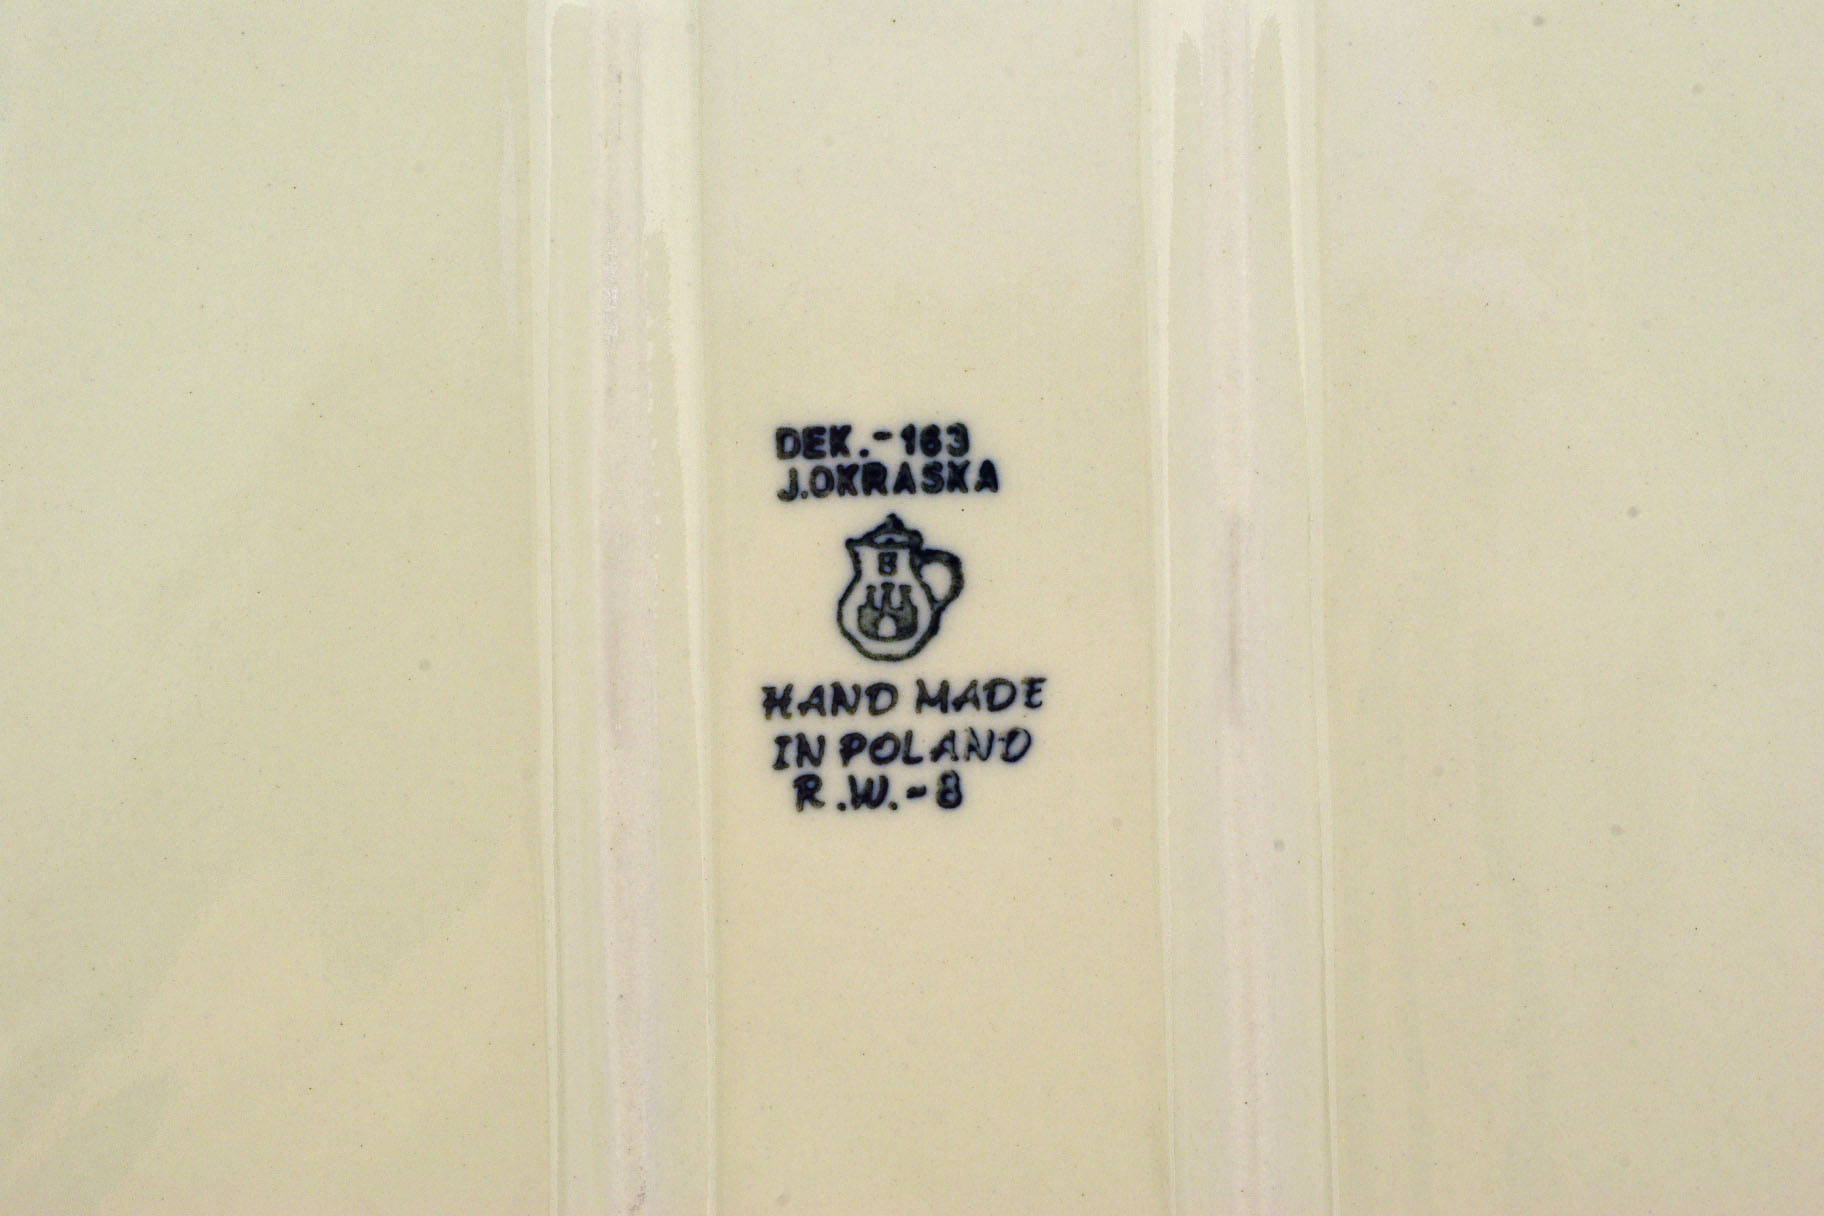 DEK.-163
J.OKRASKA
B
HAND MADE
IN POLAND
R.W.-8